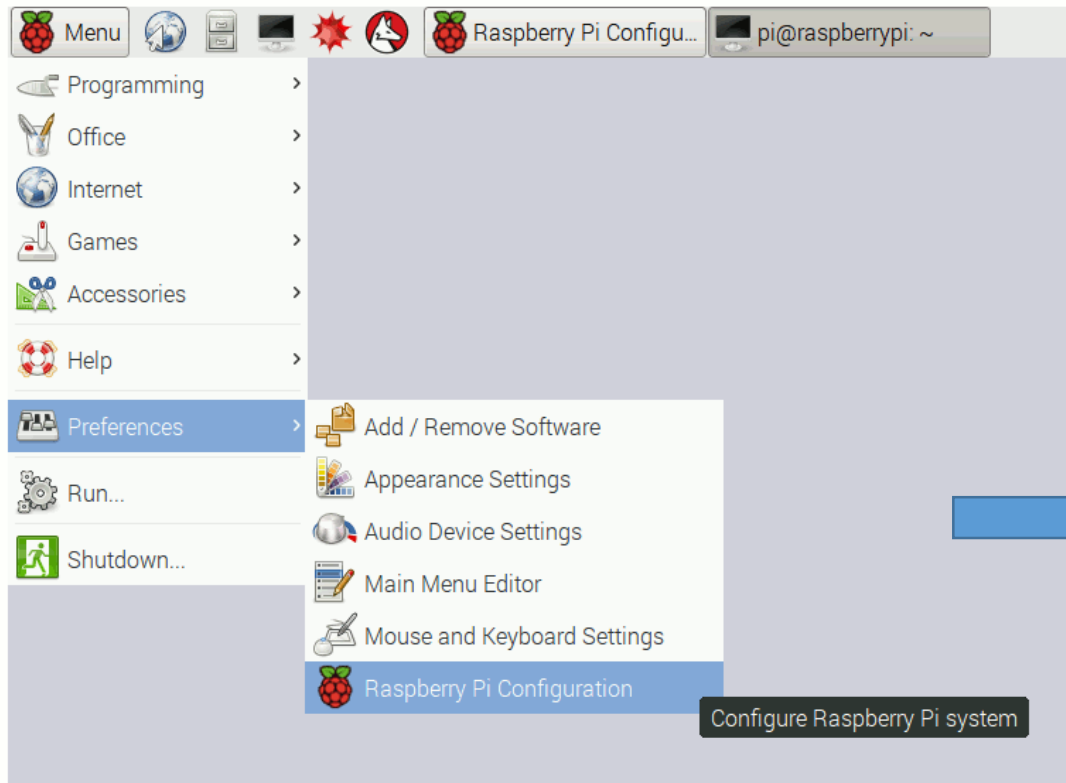 Menu
Raspberry Pi Configu...
pi@raspberrypi: ~
Programming
Office
Internet
Games
Accessories
Help
Preferences
Run...
Shutdown...
Add / Remove Software
Appearance Settings
Audio Device Settings
Main Menu Editor
Mouse and Keyboard Settings
Raspberry Pi Configuration
Configure Raspberry Pi system